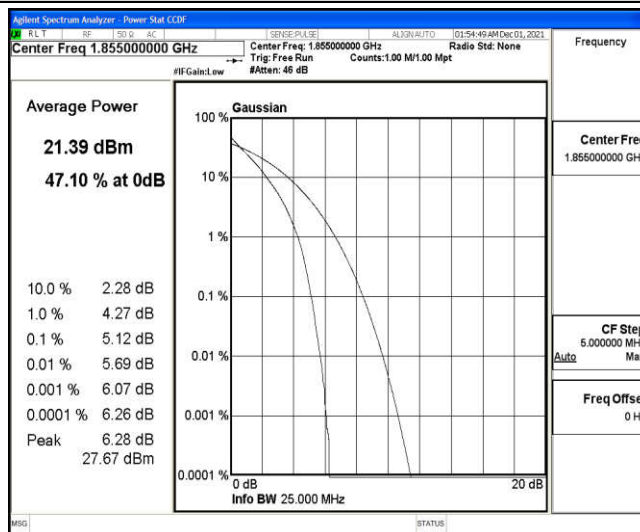 Agilent Spectrum Analyzer - Power Stat CCDF
RLT RF 50 Ω AC SENSE:PULSE ALIGNAUTO 01:54:49 AM Dec 01, 2021
Center Freq 1.855000000 GHz
Center Freq: 1.855000000 GHz Radio Std: None
Trig: Free Run Counts:1.00 M/1.00 Mpt
#IFGain:Low #Atten: 46 dB
Frequency
Average Power
21.39 dBm
47.10 % at 0dB
10.0 % 2.28 dB
1.0 % 4.27 dB
0.1 % 5.12 dB
0.01 % 5.69 dB
0.001 % 6.07 dB
0.0001 % 6.26 dB
Peak 6.28 dB
27.67 dBm
Gaussian
100 %
10 %
1 %
0.1 %
0.01 %
0.001 %
0.0001 %
0 dB 20 dB
Info BW 25.000 MHz
Center Fre
1.855000000 GH
CF Ste
5.000000 MH
Auto Ma
Freq Offse
0 H
MSG STATUS